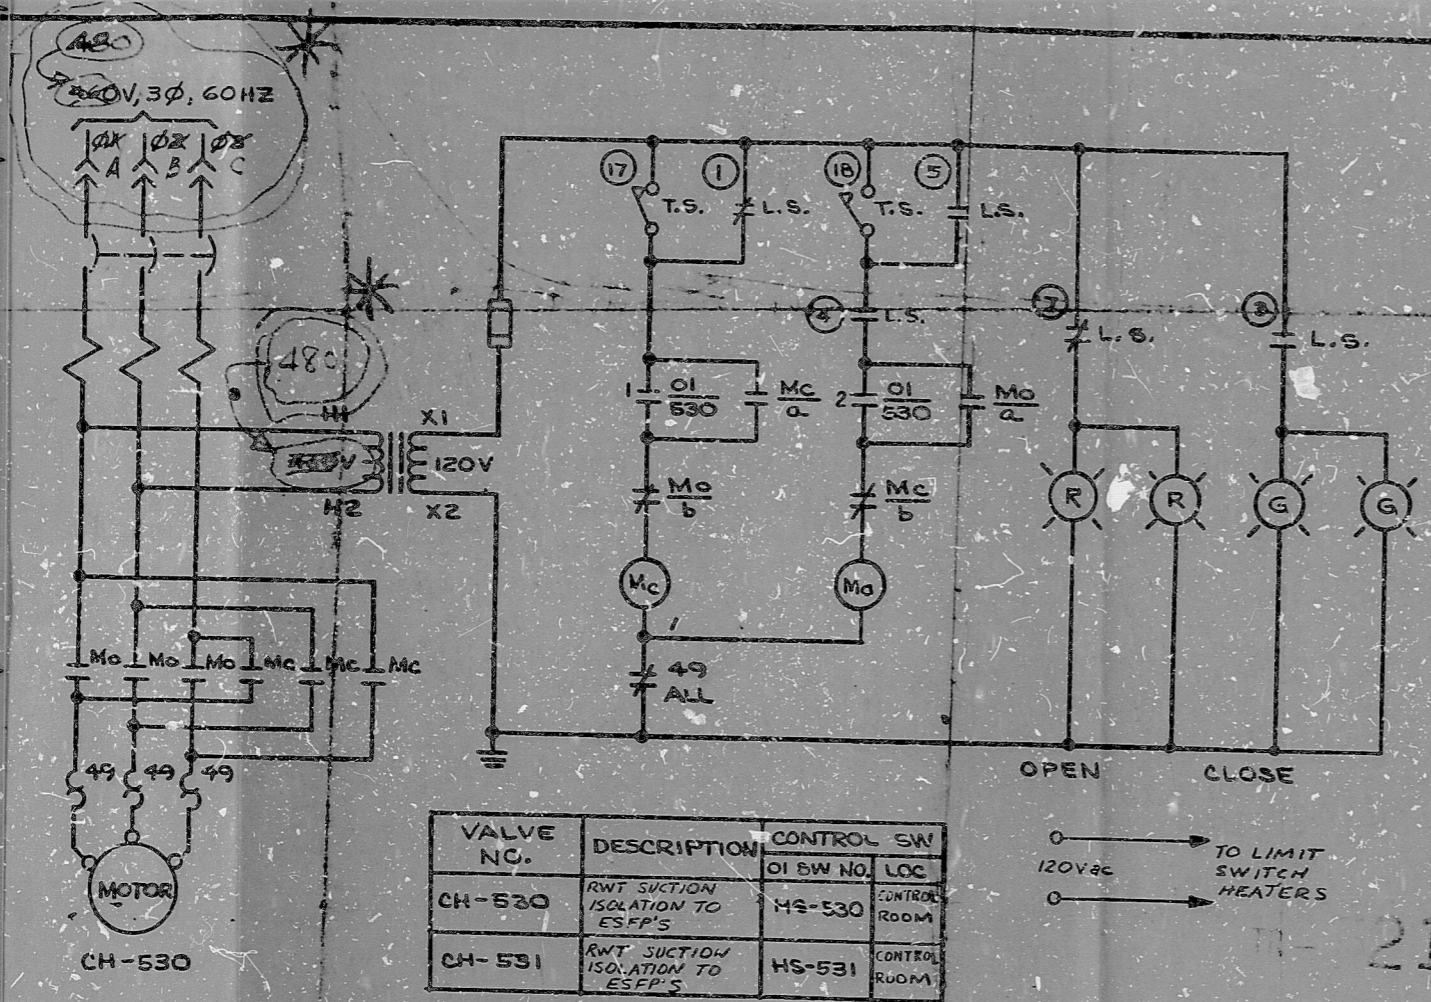 480
V, 3Ø, 60HZ
A B C
17 T.S. 1 L.S. 18 T.S. 5 L.S.
4 L.S. 7 L.S. 3 L.S.
480
1 01/530 Mc/a 2 01/530 Mo/a
H1 X1
V 120V
H2 X2
Mo/b Mc/b
R R G G
Mc Mo
Mo Mo Mo Mc Mc Mc
49
ALL
49 49 49
MOTOR
CH-530
OPEN CLOSE
VALVE NO. DESCRIPTION CONTROL SW
01 SW NO. LOC
CH-530 RWT SUCTION ISOLATION TO ESFP'S HS-530 CONTROL ROOM
CH-531 RWT SUCTION ISOLATION TO ESFP'S HS-531 CONTROL ROOM
120Vac
TO LIMIT
SWITCH
HEATERS